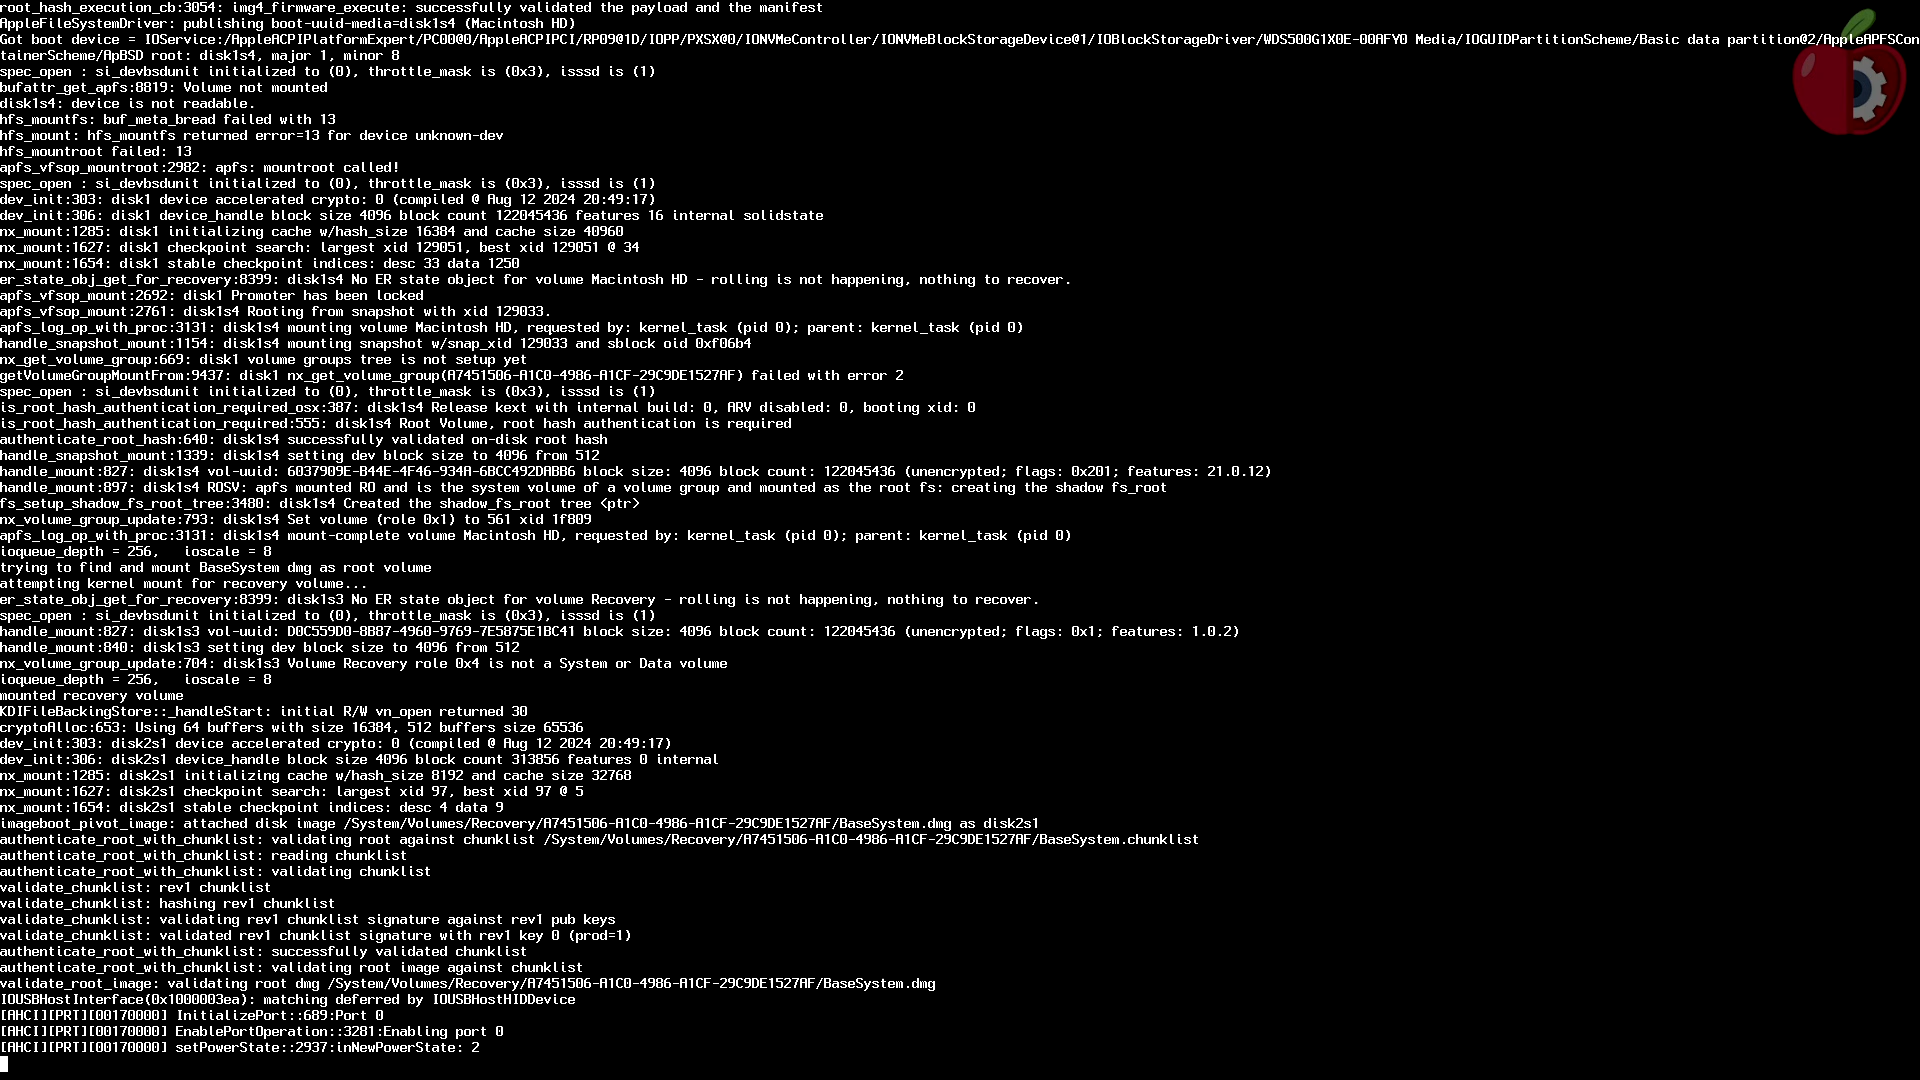 root_hash_execution_cb:3054: img4_firmware_execute: successfully validated the payload and the manifest
AppleFileSystemDriver: publishing boot-uuid-media=disk1s4 (Macintosh HD)
Got boot device = IOService:/AppleACPIPlatformExpert/PC00@0/AppleACPIPCI/RP09@1D/IOPP/PXSX@0/IONVMeController/IONVMeBlockStorageDevice@1/IOBlockStorageDriver/WDS500G1X0E-00AFY0 Media/IOGUIDPartitionScheme/Basic data partition@2/AppleAPFSCon
tainerScheme/ApBSD root: disk1s4, major 1, minor 8
spec_open : si_devbsdunit initialized to (0), throttle_mask is (0x3), isssd is (1)
bufattr_get_apfs:8819: Volume not mounted
disk1s4: device is not readable.
hfs_mountfs: buf_meta_bread failed with 13
hfs_mount: hfs_mountfs returned error=13 for device unknown-dev
hfs_mountroot failed: 13
apfs_vfsop_mountroot:2982: apfs: mountroot called!
spec_open : si_devbsdunit initialized to (0), throttle_mask is (0x3), isssd is (1)
dev_init:303: disk1 device accelerated crypto: 0 (compiled @ Aug 12 2024 20:49:17)
dev_init:306: disk1 device_handle block size 4096 block count 122045436 features 16 internal solidstate
nx_mount:1285: disk1 initializing cache w/hash_size 16384 and cache size 40960
nx_mount:1627: disk1 checkpoint search: largest xid 129051, best xid 129051 @ 34
nx_mount:1654: disk1 stable checkpoint indices: desc 33 data 1250
er_state_obj_get_for_recovery:8399: disk1s4 No ER state object for volume Macintosh HD - rolling is not happening, nothing to recover.
apfs_vfsop_mount:2692: disk1 Promoter has been locked
apfs_vfsop_mount:2761: disk1s4 Rooting from snapshot with xid 129033.
apfs_log_op_with_proc:3131: disk1s4 mounting volume Macintosh HD, requested by: kernel_task (pid 0); parent: kernel_task (pid 0)
handle_snapshot_mount:1154: disk1s4 mounting snapshot w/snap_xid 129033 and sblock oid 0xf06b4
nx_get_volume_group:669: disk1 volume groups tree is not setup yet
getVolumeGroupMountFrom:9437: disk1 nx_get_volume_group(A7451506-A1C0-4986-A1CF-29C9DE1527AF) failed with error 2
spec_open : si_devbsdunit initialized to (0), throttle_mask is (0x3), isssd is (1)
is_root_hash_authentication_required_osx:387: disk1s4 Release kext with internal build: 0, ARV disabled: 0, booting xid: 0
is_root_hash_authentication_required:555: disk1s4 Root Volume, root hash authentication is required
authenticate_root_hash:640: disk1s4 successfully validated on-disk root hash
handle_snapshot_mount:1339: disk1s4 setting dev block size to 4096 from 512
handle_mount:827: disk1s4 vol-uuid: 6037909E-B44E-4F46-934A-6BCC492DABB6 block size: 4096 block count: 122045436 (unencrypted; flags: 0x201; features: 21.0.12)
handle_mount:897: disk1s4 ROSV: apfs mounted RO and is the system volume of a volume group and mounted as the root fs: creating the shadow fs_root
fs_setup_shadow_fs_root_tree:3480: disk1s4 Created the shadow_fs_root tree <ptr>
nx_volume_group_update:793: disk1s4 Set volume (role 0x1) to 561 xid 1f809
apfs_log_op_with_proc:3131: disk1s4 mount-complete volume Macintosh HD, requested by: kernel_task (pid 0); parent: kernel_task (pid 0)
ioqueue_depth = 256,   ioscale = 8
trying to find and mount BaseSystem dmg as root volume
attempting kernel mount for recovery volume...
er_state_obj_get_for_recovery:8399: disk1s3 No ER state object for volume Recovery - rolling is not happening, nothing to recover.
spec_open : si_devbsdunit initialized to (0), throttle_mask is (0x3), isssd is (1)
handle_mount:827: disk1s3 vol-uuid: D0C559D0-8B87-4960-9769-7E5875E1BC41 block size: 4096 block count: 122045436 (unencrypted; flags: 0x1; features: 1.0.2)
handle_mount:840: disk1s3 setting dev block size to 4096 from 512
nx_volume_group_update:704: disk1s3 Volume Recovery role 0x4 is not a System or Data volume
ioqueue_depth = 256,   ioscale = 8
mounted recovery volume
KDIFileBackingStore::_handleStart: initial R/W vn_open returned 30
cryptoAlloc:653: Using 64 buffers with size 16384, 512 buffers size 65536
dev_init:303: disk2s1 device accelerated crypto: 0 (compiled @ Aug 12 2024 20:49:17)
dev_init:306: disk2s1 device_handle block size 4096 block count 313856 features 0 internal
nx_mount:1285: disk2s1 initializing cache w/hash_size 8192 and cache size 32768
nx_mount:1627: disk2s1 checkpoint search: largest xid 97, best xid 97 @ 5
nx_mount:1654: disk2s1 stable checkpoint indices: desc 4 data 9
imageboot_pivot_image: attached disk image /System/Volumes/Recovery/A7451506-A1C0-4986-A1CF-29C9DE1527AF/BaseSystem.dmg as disk2s1
authenticate_root_with_chunklist: validating root against chunklist /System/Volumes/Recovery/A7451506-A1C0-4986-A1CF-29C9DE1527AF/BaseSystem.chunklist
authenticate_root_with_chunklist: reading chunklist
authenticate_root_with_chunklist: validating chunklist
validate_chunklist: rev1 chunklist
validate_chunklist: hashing rev1 chunklist
validate_chunklist: validating rev1 chunklist signature against rev1 pub keys
validate_chunklist: validated rev1 chunklist signature with rev1 key 0 (prod=1)
authenticate_root_with_chunklist: successfully validated chunklist
authenticate_root_with_chunklist: validating root image against chunklist
validate_root_image: validating root dmg /System/Volumes/Recovery/A7451506-A1C0-4986-A1CF-29C9DE1527AF/BaseSystem.dmg
IOUSBHostInterface(0x1000003ea): matching deferred by IOUSBHostHIDDevice
[AHCI][PRT][00170000] InitializePort::689:Port 0
[AHCI][PRT][00170000] EnablePortOperation::3281:Enabling port 0
[AHCI][PRT][00170000] setPowerState::2937:inNewPowerState: 2